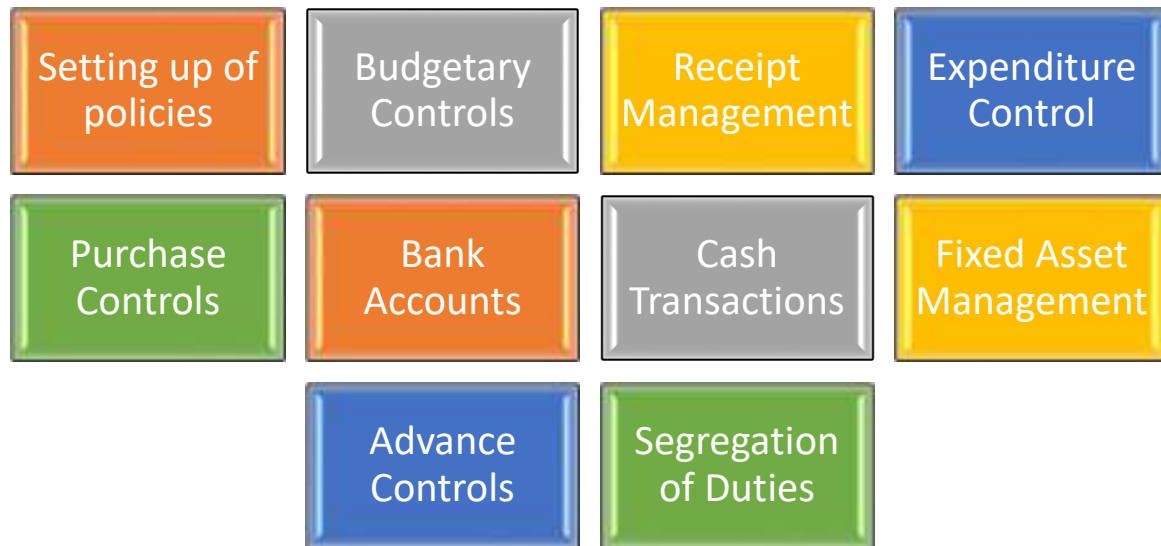 Setting up of
policies
Budgetary
Controls
Receipt
Management
Expenditure
Control
Purchase
Controls
Bank
Accounts
Cash
Transactions
Fixed Asset
Management
Advance
Controls
Segregation
of Duties